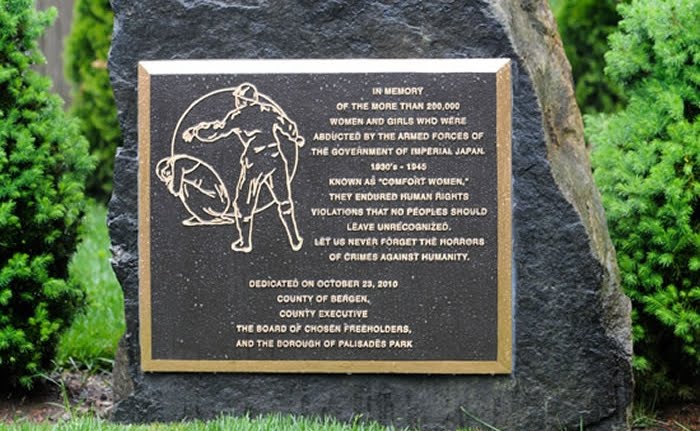 IN MEMORY
OF THE MORE THAN 200,000
WOMEN AND GIRLS WHO WERE
ABDUCTED BY THE ARMED FORCES OF
THE GOVERNMENT OF IMPERIAL JAPAN.
1930's - 1945
KNOWN AS "COMFORT WOMEN,"
THEY ENDURED HUMAN RIGHTS
VIOLATIONS THAT NO PEOPLES SHOULD
LEAVE UNRECOGNIZED.
LET US NEVER FORGET THE HORRORS
OF CRIMES AGAINST HUMANITY.
DEDICATED ON OCTOBER 23, 2010
COUNTY OF BERGEN,
COUNTY EXECUTIVE
THE BOARD OF CHOSEN FREEHOLDERS,
AND THE BOROUGH OF PALISADES PARK